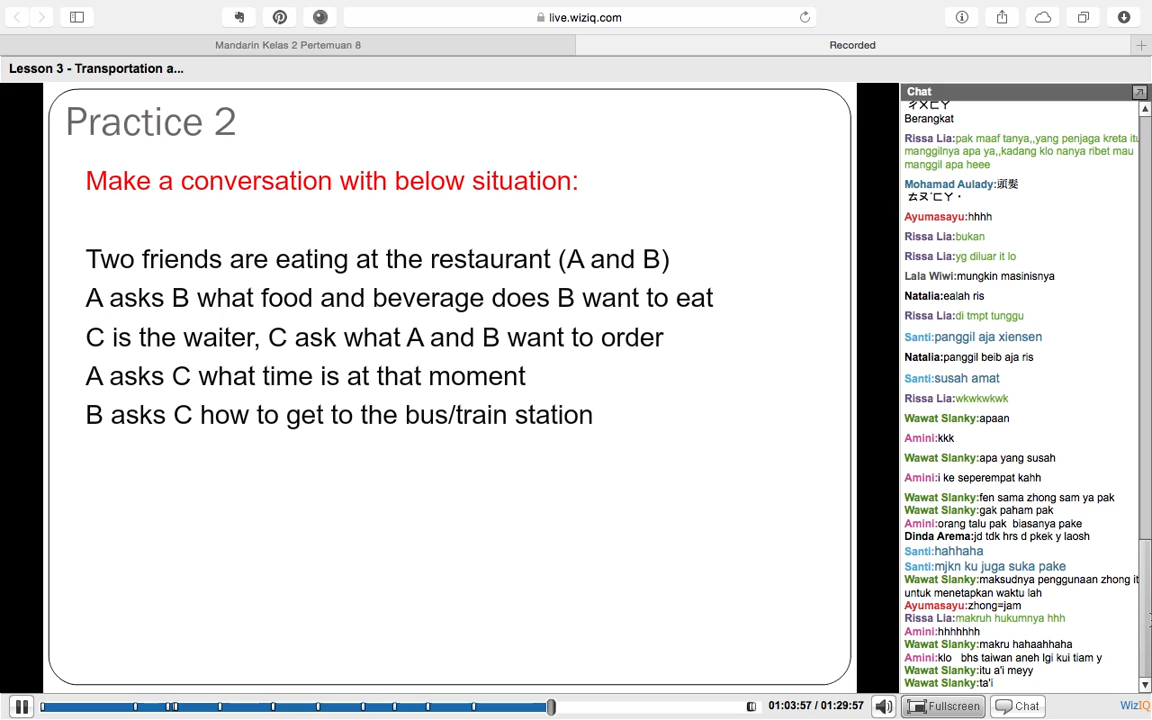 live.wiziq.com
Mandarin Kelas 2 Pertemuan 8
Recorded
Lesson 3 - Transportation a...
Practice 2
Make a conversation with below situation:
Two friends are eating at the restaurant (A and B)
A asks B what food and beverage does B want to eat
C is the waiter, C ask what A and B want to order
A asks C what time is at that moment
B asks C how to get to the bus/train station
Chat
ㄔㄨㄈㄚ
Berangkat
Rissa Lia:pak maaf tanya,,yang penjaga kreta itu
manggilnya apa ya,,kadang klo nanya ribet mau
manggil apa heee
Mohamad Aulady:頭髮
ㄊㄡˊㄈㄚ·
Ayumasayu:hhhh
Rissa Lia:bukan
Rissa Lia:yg diluar it lo
Lala Wiwi:mungkin masinisnya
Natalia:ealah ris
Rissa Lia:di tmpt tunggu
Santi:panggil aja xiensen
Natalia:panggil beib aja ris
Santi:susah amat
Rissa Lia:wkwkwkwk
Wawat Slanky:apaan
Amini:kkk
Wawat Slanky:apa yang susah
Amini:i ke seperempat kahh
Wawat Slanky:fen sama zhong sam ya pak
Wawat Slanky:gak paham pak
Amini:orang talu pak biasanya pake
Dinda Arema:jd tdk hrs d pkek y laosh
Santi:hahhaha
Santi:mjkn ku juga suka pake
Wawat Slanky:maksudnya penggunaan zhong it
untuk menetapkan waktu lah
Ayumasayu:zhong=jam
Rissa Lia:makruh hukumnya hhh
Amini:hhhhhhh
Wawat Slanky:makru hahaahhaha
Amini:klo bhs taiwan aneh lgi kui tiam y
Wawat Slanky:itu a'i meyy
Wawat Slanky:ta'i
01:03:57 / 01:29:57
Fullscreen
Chat
WizIQ